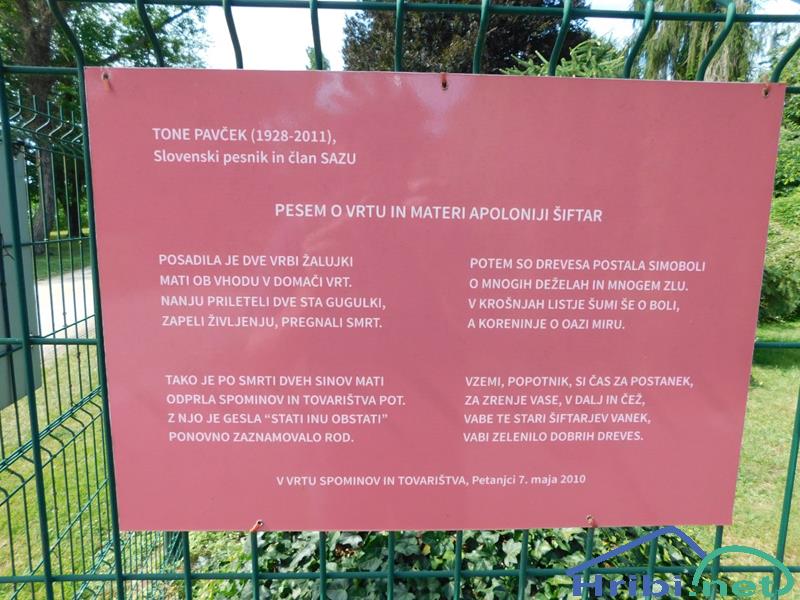 TONE PAVČEK (1928-2011),
Slovenski pesnik in član SAZU
PESEM O VRTU IN MATERI APOLONIJI ŠIFTAR
POSADILA JE DVE VRBI ŽALUJKI
MATI OB VHODU V DOMAČI VRT.
NANJU PRILETELI DVE STA GUGULKI,
ZAPELI ŽIVLJENJU, PREGNALI SMRT.
TAKO JE PO SMRTI DVEH SINOV MATI
ODPRLA SPOMINOV IN TOVARIŠTVA POT.
Z NJO JE GESLA “STATI INU OBSTATI”
PONOVNO ZAZNAMOVALO ROD.
POTEM SO DREVESA POSTALA SIMOBOLI
O MNOGIH DEŽELAH IN MNOGEM ZLU.
V KROŠNJAH LISTJE ŠUMI ŠE O BOLI,
A KORENINJE O OAZI MIRU.
VZEMI, POPOTNIK, SI ČAS ZA POSTANEK,
ZA ZRENJE VASE, V DALJ IN ČEŽ,
VABE TE STARI ŠIFTARJEV VANEK,
VABI ZELENILO DOBRIH DREVES.
V VRTU SPOMINOV IN TOVARIŠTVA, Petanjci 7. maja 2010
Hribi.net